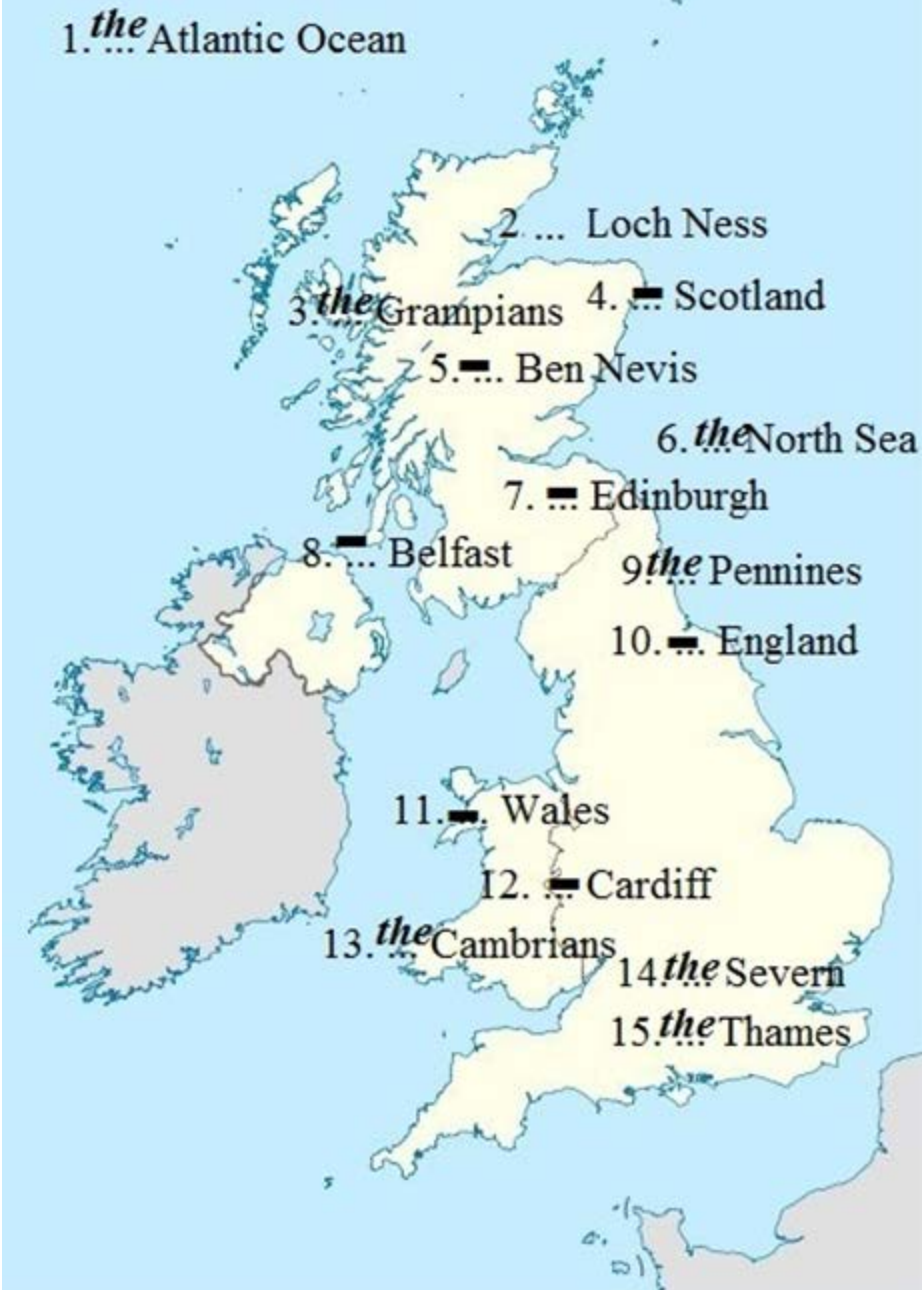 1. the ... Atlantic Ocean
2 ... Loch Ness
3. the ... Grampians
4. – ... Scotland
5. – ... Ben Nevis
6. the ... North Sea
7. – ... Edinburgh
8. – ... Belfast
9. the ... Pennines
10. – ... England
11. – ... Wales
12. – ... Cardiff
13. the ... Cambrians
14. the ... Severn
15. the ... Thames